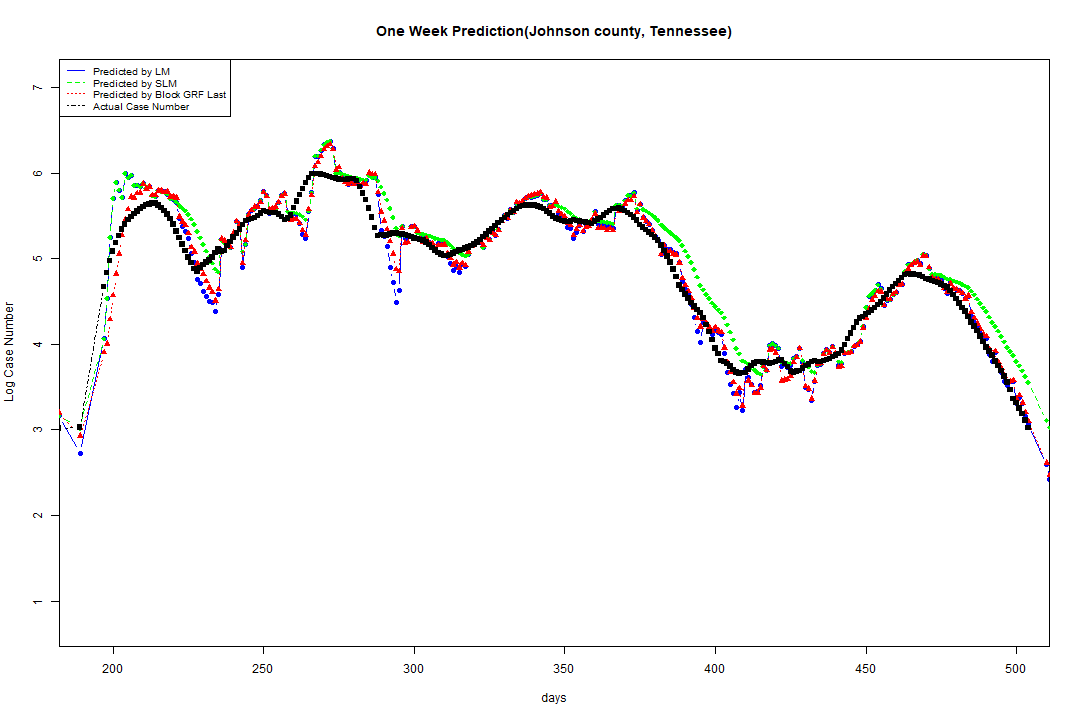 One Week Prediction(Johnson county, Tennessee)
Predicted by LM
Predicted by SLM
Predicted by Block GRF Last
Actual Case Number
7
6
5
4
3
2
1
Log Case Number
200 250 300 350 400 450 500
days